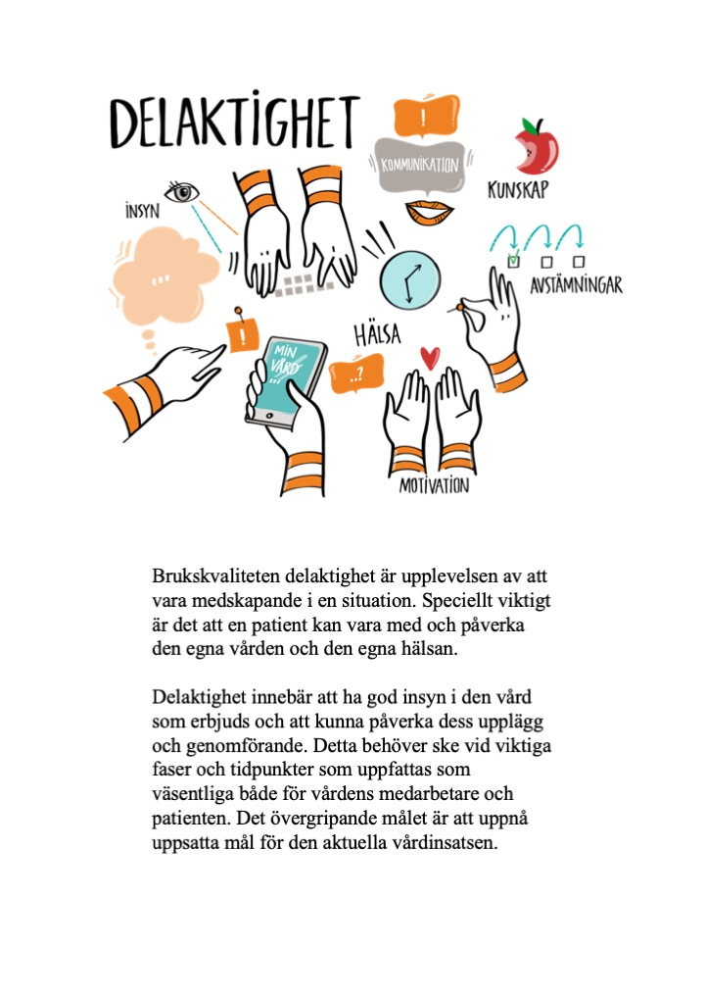 DELAKTIGHET
!
KOMMUNIKATION
KUNSKAP
INSYN
...
AVSTÄMNINGAR
!
HÄLSA
MIN
VÅRD
...
..?
MOTIVATION
Brukskvaliteten delaktighet är upplevelsen av att
vara medskapande i en situation. Speciellt viktigt
är det att en patient kan vara med och påverka
den egna vården och den egna hälsan.
Delaktighet innebär att ha god insyn i den vård
som erbjuds och att kunna påverka dess upplägg
och genomförande. Detta behöver ske vid viktiga
faser och tidpunkter som uppfattas som
väsentliga både för vårdens medarbetare och
patienten. Det övergripande målet är att uppnå
uppsatta mål för den aktuella vårdinsatsen.